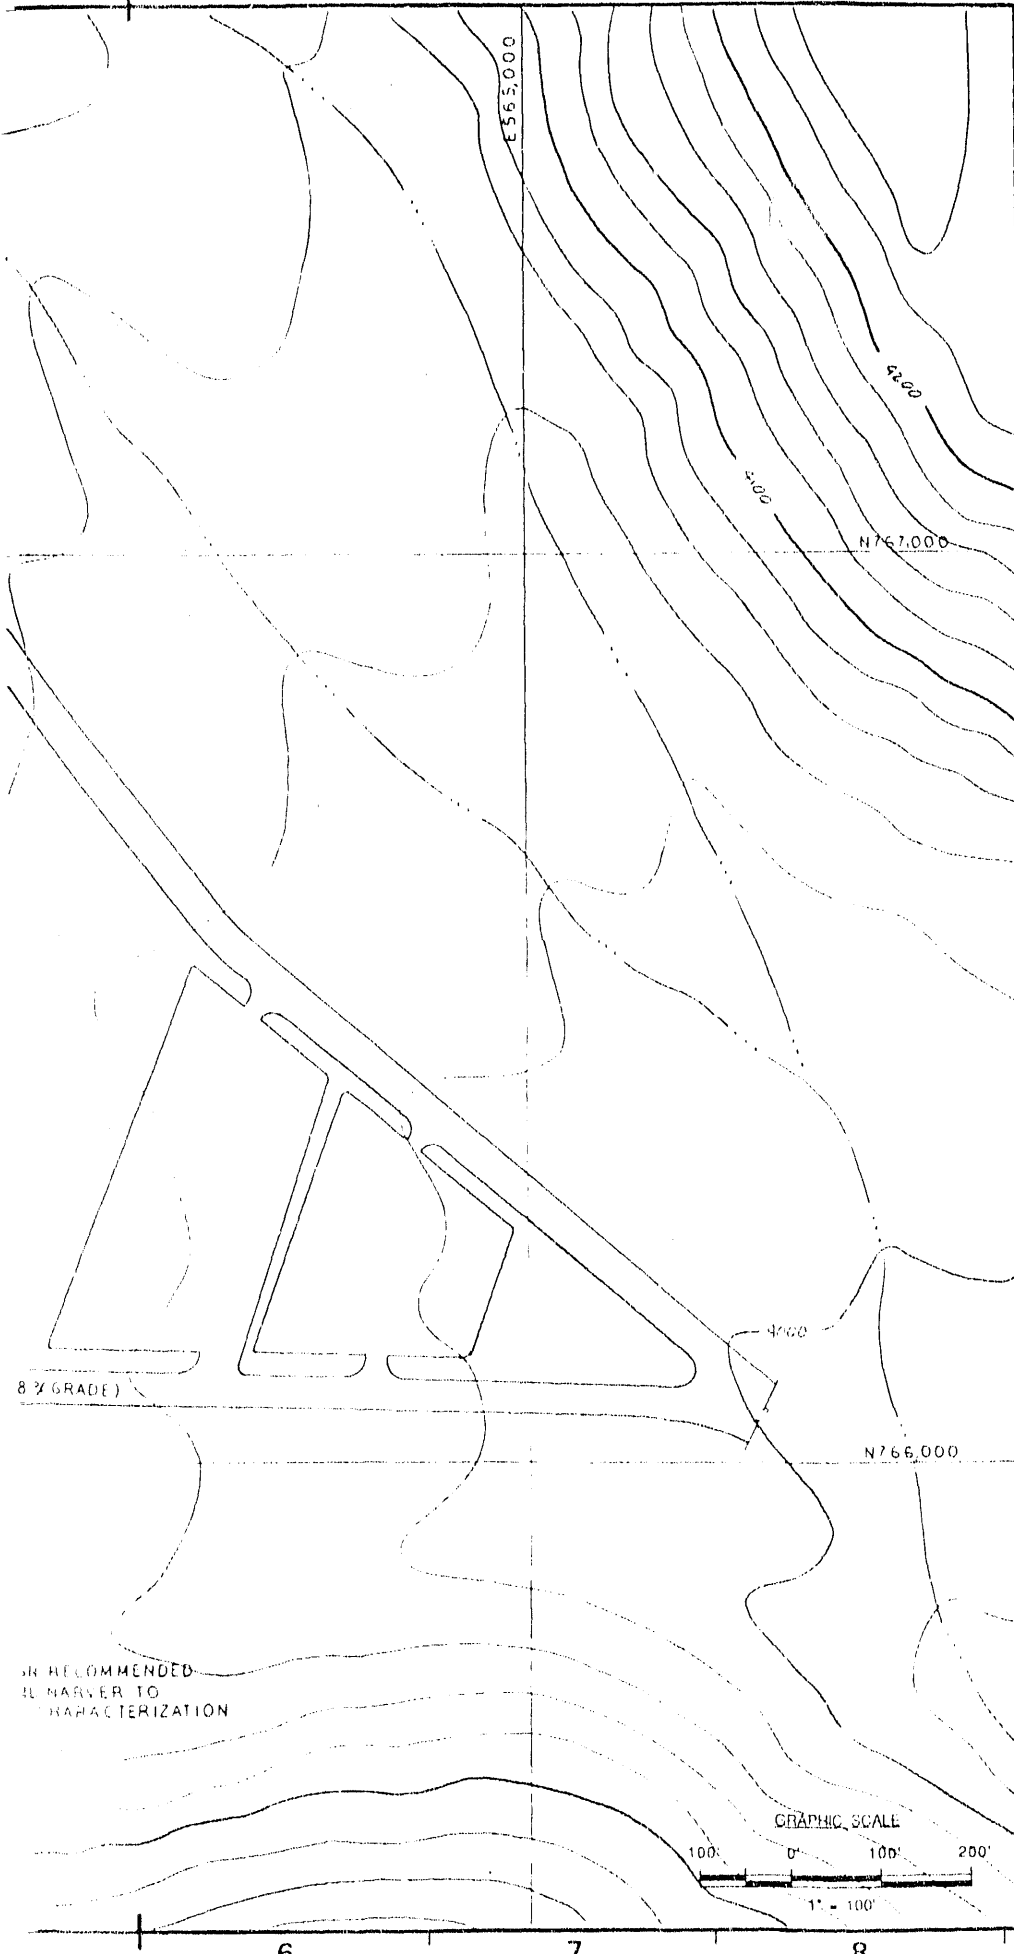 E565,000
4200
4100
N767,000
4000
8%GRADE)
N766,000
RECOMMENDED
TO
GRAPHIC SCALE
100' 0' 100' 200'
1" = 100'
6 7 8